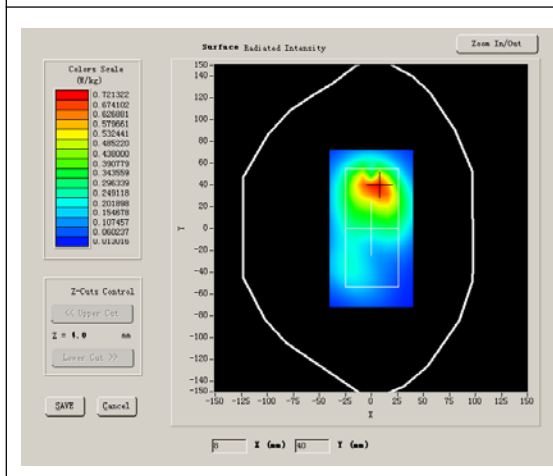 Surface Radiated Intensity
Zoom In/Out
Colors Scale
(W/kg)
0.721322
0.674102
0.626881
0.579661
0.532441
0.485220
0.438000
0.390779
0.343559
0.296339
0.249118
0.201898
0.154678
0.107457
0.060237
0.013016
Z-Cuts Control
<< Upper Cut
Z = 4.0 mm
Lower Cut >>
SAVE
Cancel
150
140
120
100
80
60
40
20
0
-20
-40
-60
-80
-100
-120
-140
-150
Y
-150 -125 -100 -75 -50 -25 0 25 50 75 100 125 150
X
8 X (mm) 40 Y (mm)